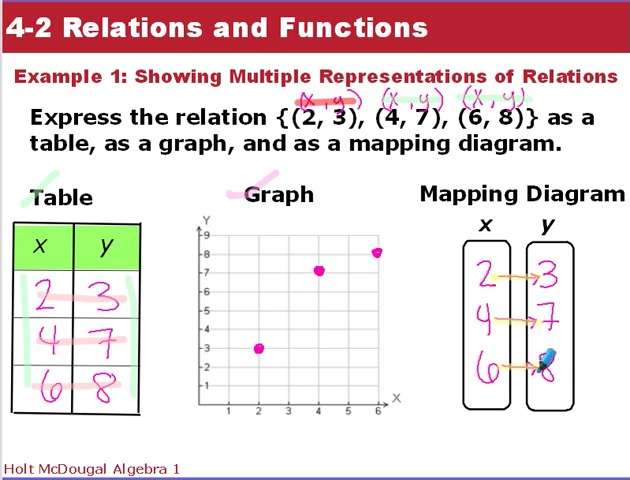 4-2 Relations and Functions
Example 1: Showing Multiple Representations of Relations
(x, y) (x, y) (x, y)
Express the relation {(2, 3), (4, 7), (6, 8)} as a
table, as a graph, and as a mapping diagram.
Table Graph Mapping Diagram
x y
2 3
4 7
6 8
Y
9
8
7
6
5
4
3
2
1
1 2 3 4 5 6 X
x y
2 3
4 7
6 8
Holt McDougal Algebra 1